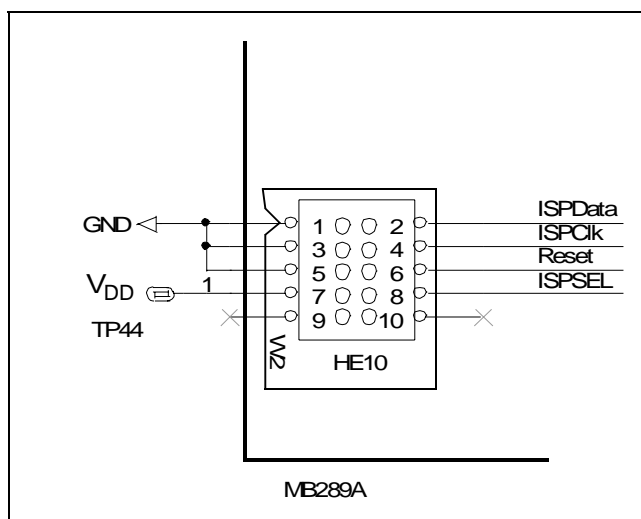 ISPData
GND 1 2 ISPClk
3 4 Reset
5 6 ISPSEL
VDD 1 7 8
TP44 9 10
W2 HE10
MB289A